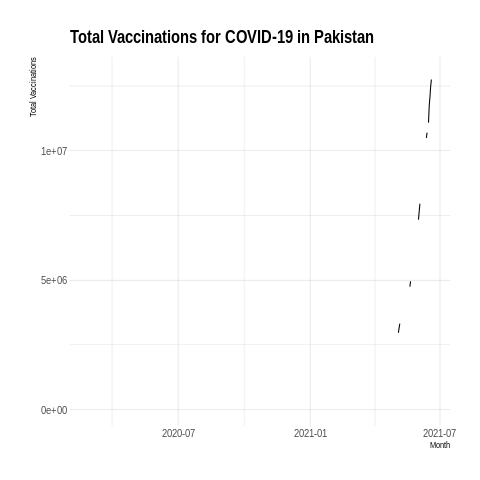 Total Vaccinations for COVID-19 in Pakistan
Total Vaccinations
1e+07
5e+06
0e+00
2020-07
2021-01
2021-07
Month